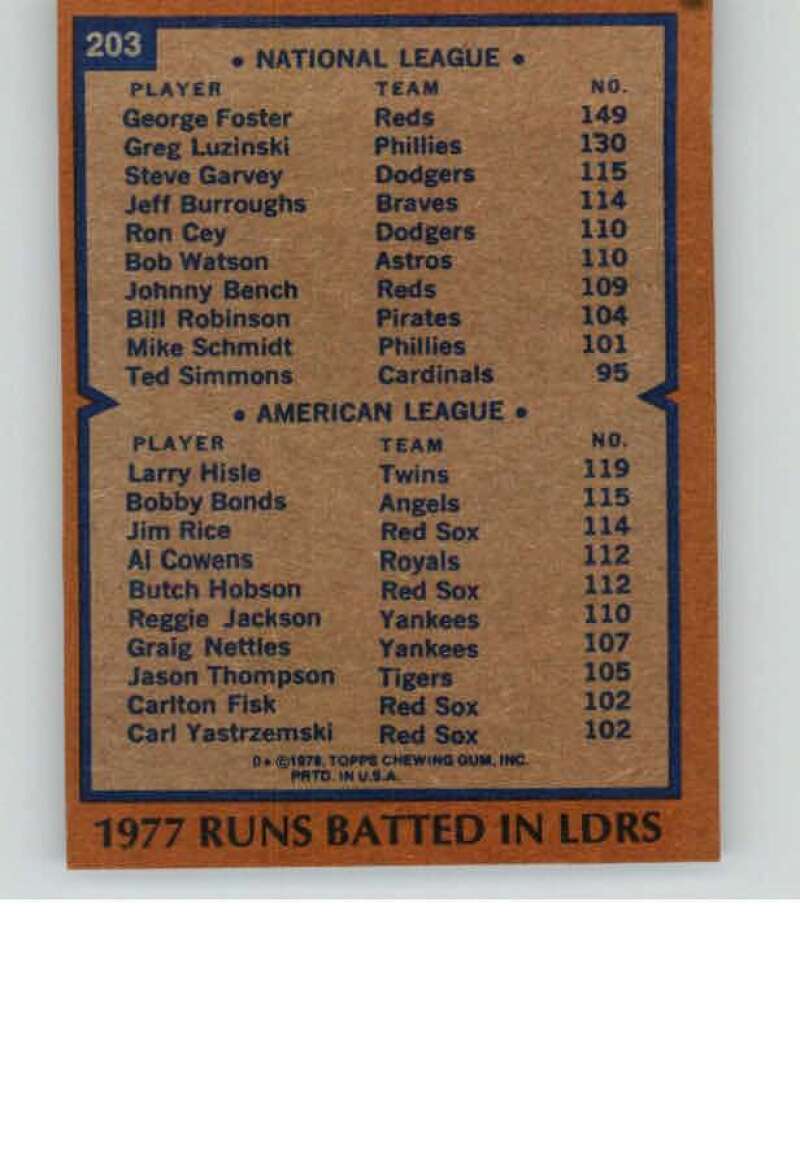 203
• NATIONAL LEAGUE •
PLAYER TEAM NO.
George Foster Reds 149
Greg Luzinski Phillies 130
Steve Garvey Dodgers 115
Jeff Burroughs Braves 114
Ron Cey Dodgers 110
Bob Watson Astros 110
Johnny Bench Reds 109
Bill Robinson Pirates 104
Mike Schmidt Phillies 101
Ted Simmons Cardinals 95
• AMERICAN LEAGUE •
PLAYER TEAM NO.
Larry Hisle Twins 119
Bobby Bonds Angels 115
Jim Rice Red Sox 114
Al Cowens Royals 112
Butch Hobson Red Sox 112
Reggie Jackson Yankees 110
Graig Nettles Yankees 107
Jason Thompson Tigers 105
Carlton Fisk Red Sox 102
Carl Yastrzemski Red Sox 102
D* ©1978, TOPPS CHEWING GUM, INC.
PRTD. IN U.S.A.
1977 RUNS BATTED IN LDRS